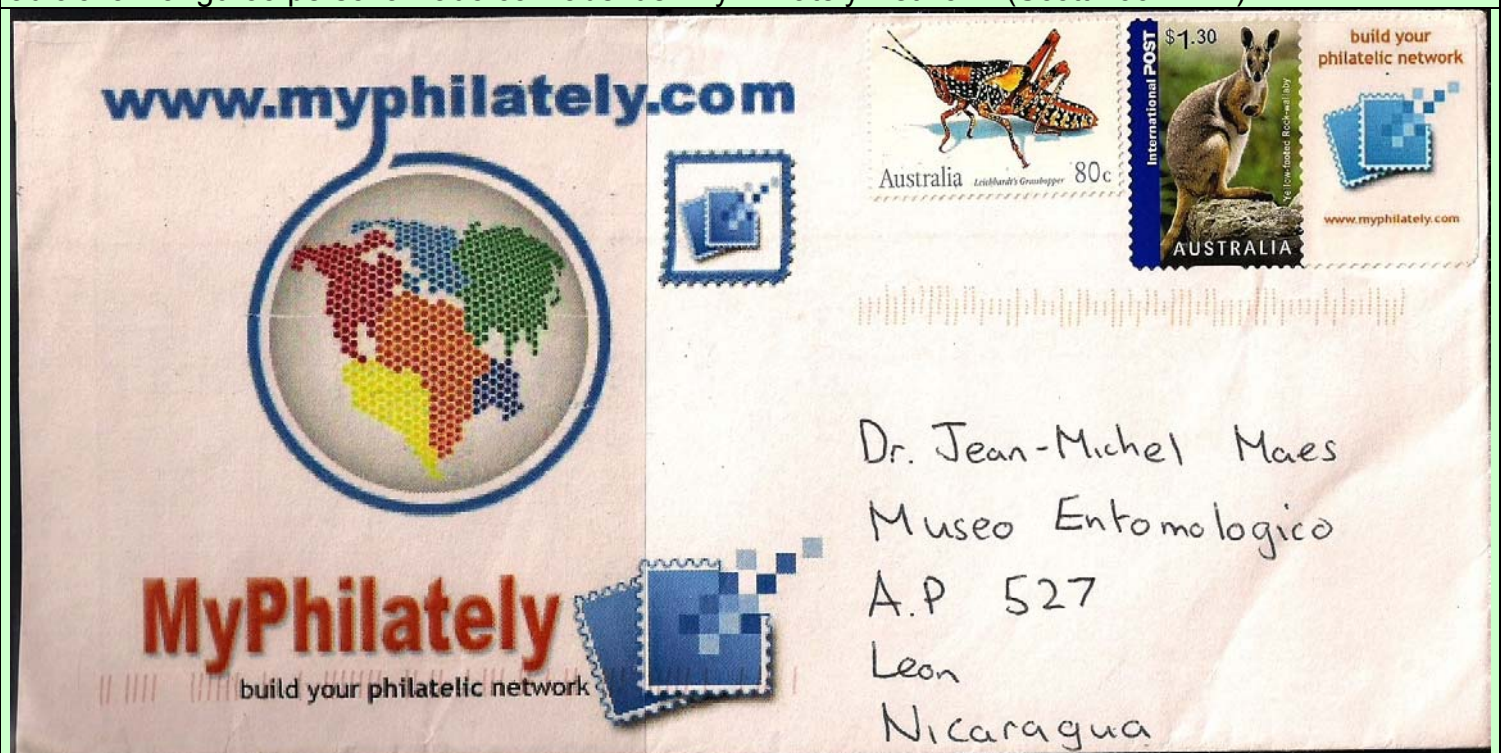 www.myphilately.com
Australia Leichhardt's Grasshopper 80c
International POST
$1.30
Yellow-footed Rock-wallaby
AUSTRALIA
build your
philatelic network
www.myphilately.com
Dr. Jean-Michel Maes
Museo Entomologico
A.P 527
Leon
Nicaragua
MyPhilately
build your philatelic network